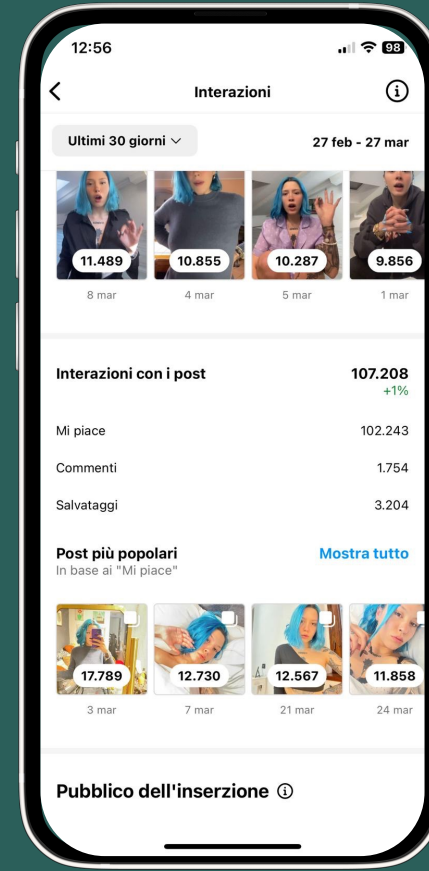 12:56
98
Interazioni
Ultimi 30 giorni
27 feb - 27 mar
11.489
10.855
10.287
9.856
8 mar
4 mar
5 mar
1 mar
Interazioni con i post
107.208
+1%
Mi piace
102.243
Commenti
1.754
Salvataggi
3.204
Post più popolari
Mostra tutto
In base ai "Mi piace"
17.789
12.730
12.567
11.858
3 mar
7 mar
21 mar
24 mar
Pubblico dell'inserzione